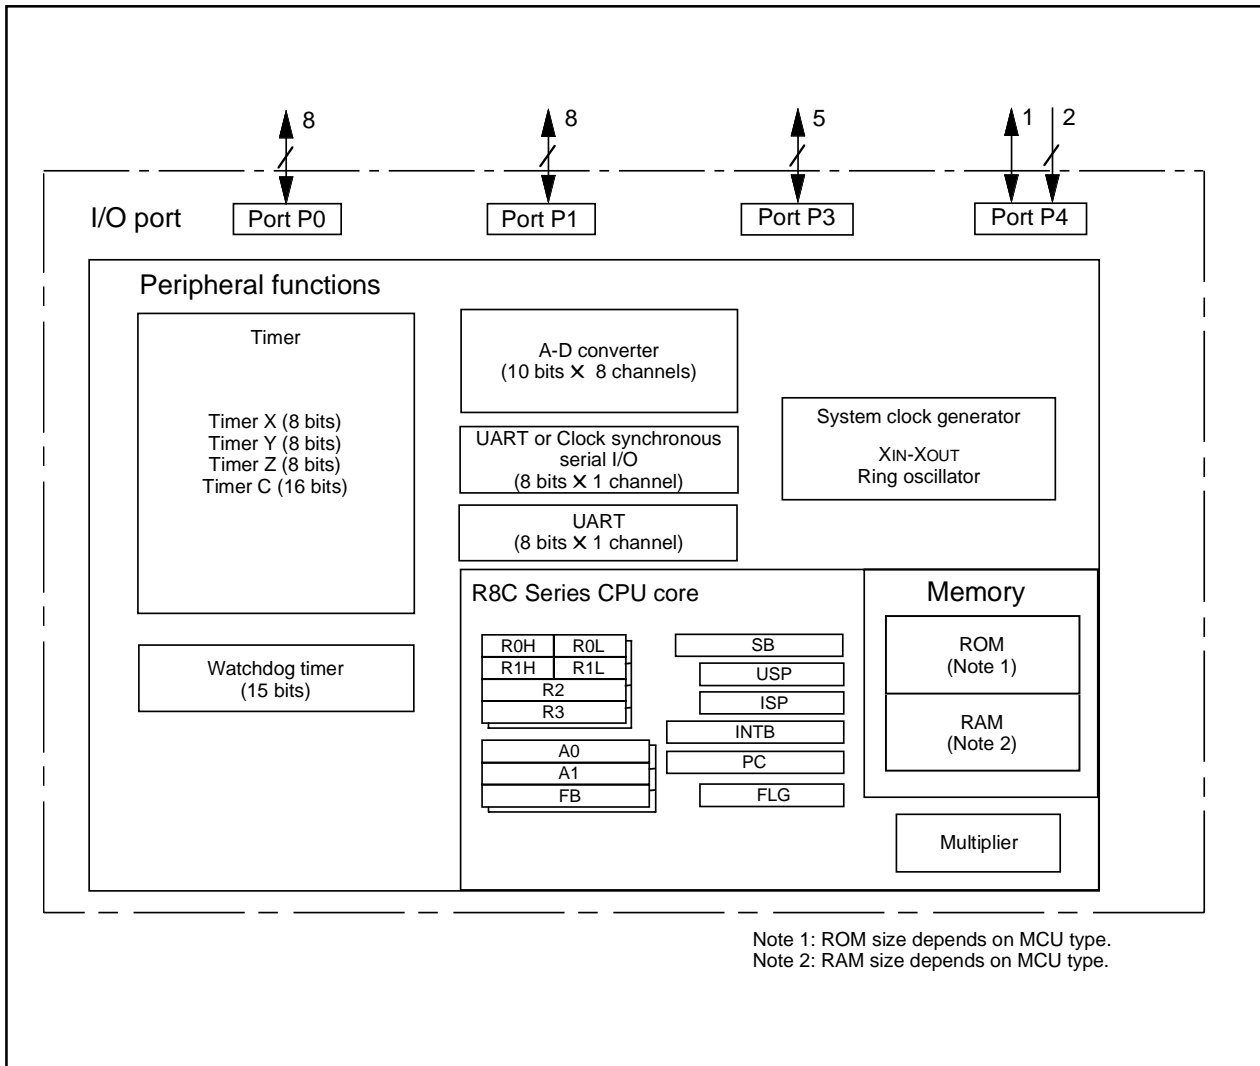 8
8
5
1
2
I/O port
Port P0
Port P1
Port P3
Port P4
Peripheral functions
Timer
Timer X (8 bits)
Timer Y (8 bits)
Timer Z (8 bits)
Timer C (16 bits)
Watchdog timer
(15 bits)
A-D converter
(10 bits × 8 channels)
UART or Clock synchronous
serial I/O
(8 bits × 1 channel)
UART
(8 bits × 1 channel)
System clock generator
XIN-XOUT
Ring oscillator
R8C Series CPU core
R0H
R0L
R1H
R1L
R2
R3
A0
A1
FB
SB
USP
ISP
INTB
PC
FLG
Memory
ROM
(Note 1)
RAM
(Note 2)
Multiplier
Note 1: ROM size depends on MCU type.
Note 2: RAM size depends on MCU type.